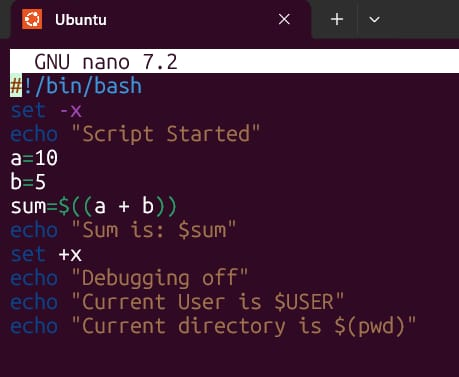 Ubuntu
GNU nano 7.2
#!/bin/bash
set -x
echo "Script Started"
a=10
b=5
sum=$((a + b))
echo "Sum is: $sum"
set +x
echo "Debugging off"
echo "Current User is $USER"
echo "Current directory is $(pwd)"